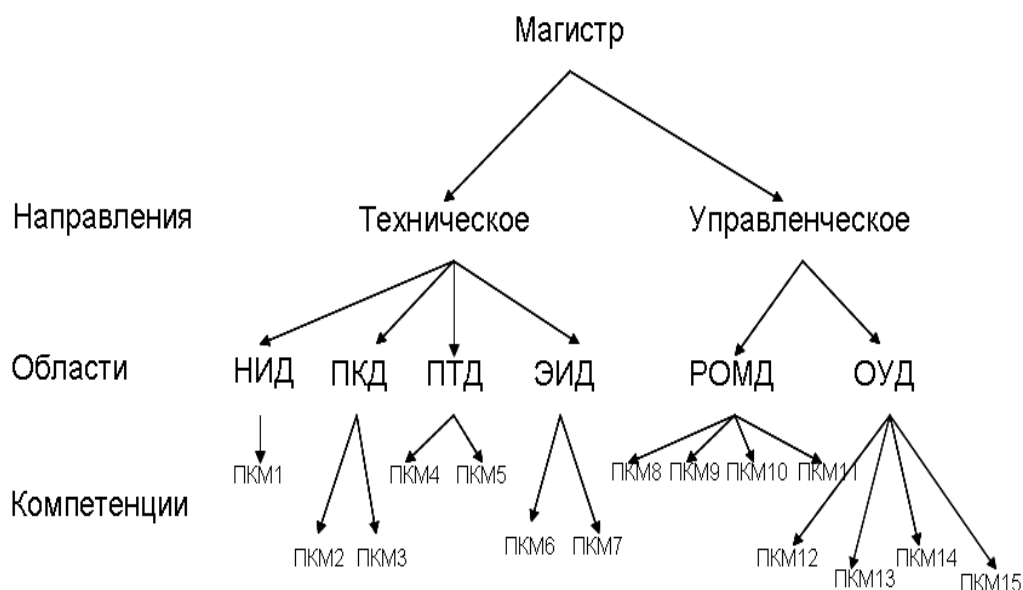 Магистр
Направления Техническое Управленческое
Области НИД ПКД ПТД ЭИД РОМД ОУД
ПКМ1 ПКМ4 ПКМ5 ПКМ8 ПКМ9 ПКМ10 ПКМ11
Компетенции
ПКМ2 ПКМ3 ПКМ6 ПКМ7 ПКМ12 ПКМ14
ПКМ13 ПКМ15